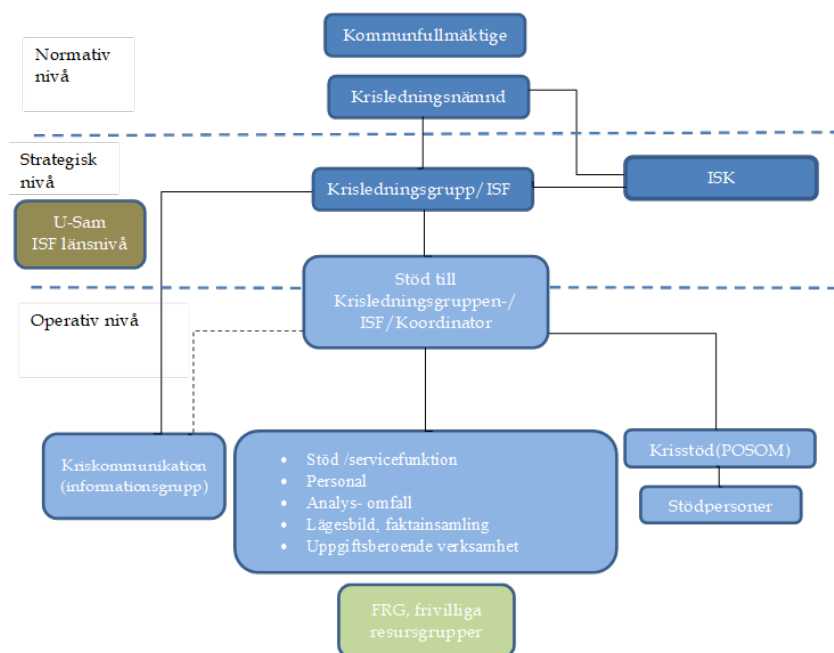 Kommunfullmäktige
Normativ
nivå
Krisledningsnämnd
Strategisk
nivå
Krisledningsgrupp/ISF
ISK
U-Sam
ISF länsnivå
Stöd till
Krisledningsgruppen-/
ISF/Koordinator
Operativ nivå
Kriskommunikation
(informationsgrupp)
• Stöd /servicefunktion
• Personal
• Analys- omfall
• Lägesbild, faktainsamling
• Uppgiftsberoende verksamhet
Krisstöd(POSOM)
Stödpersoner
FRG, frivilliga
resursgrupper